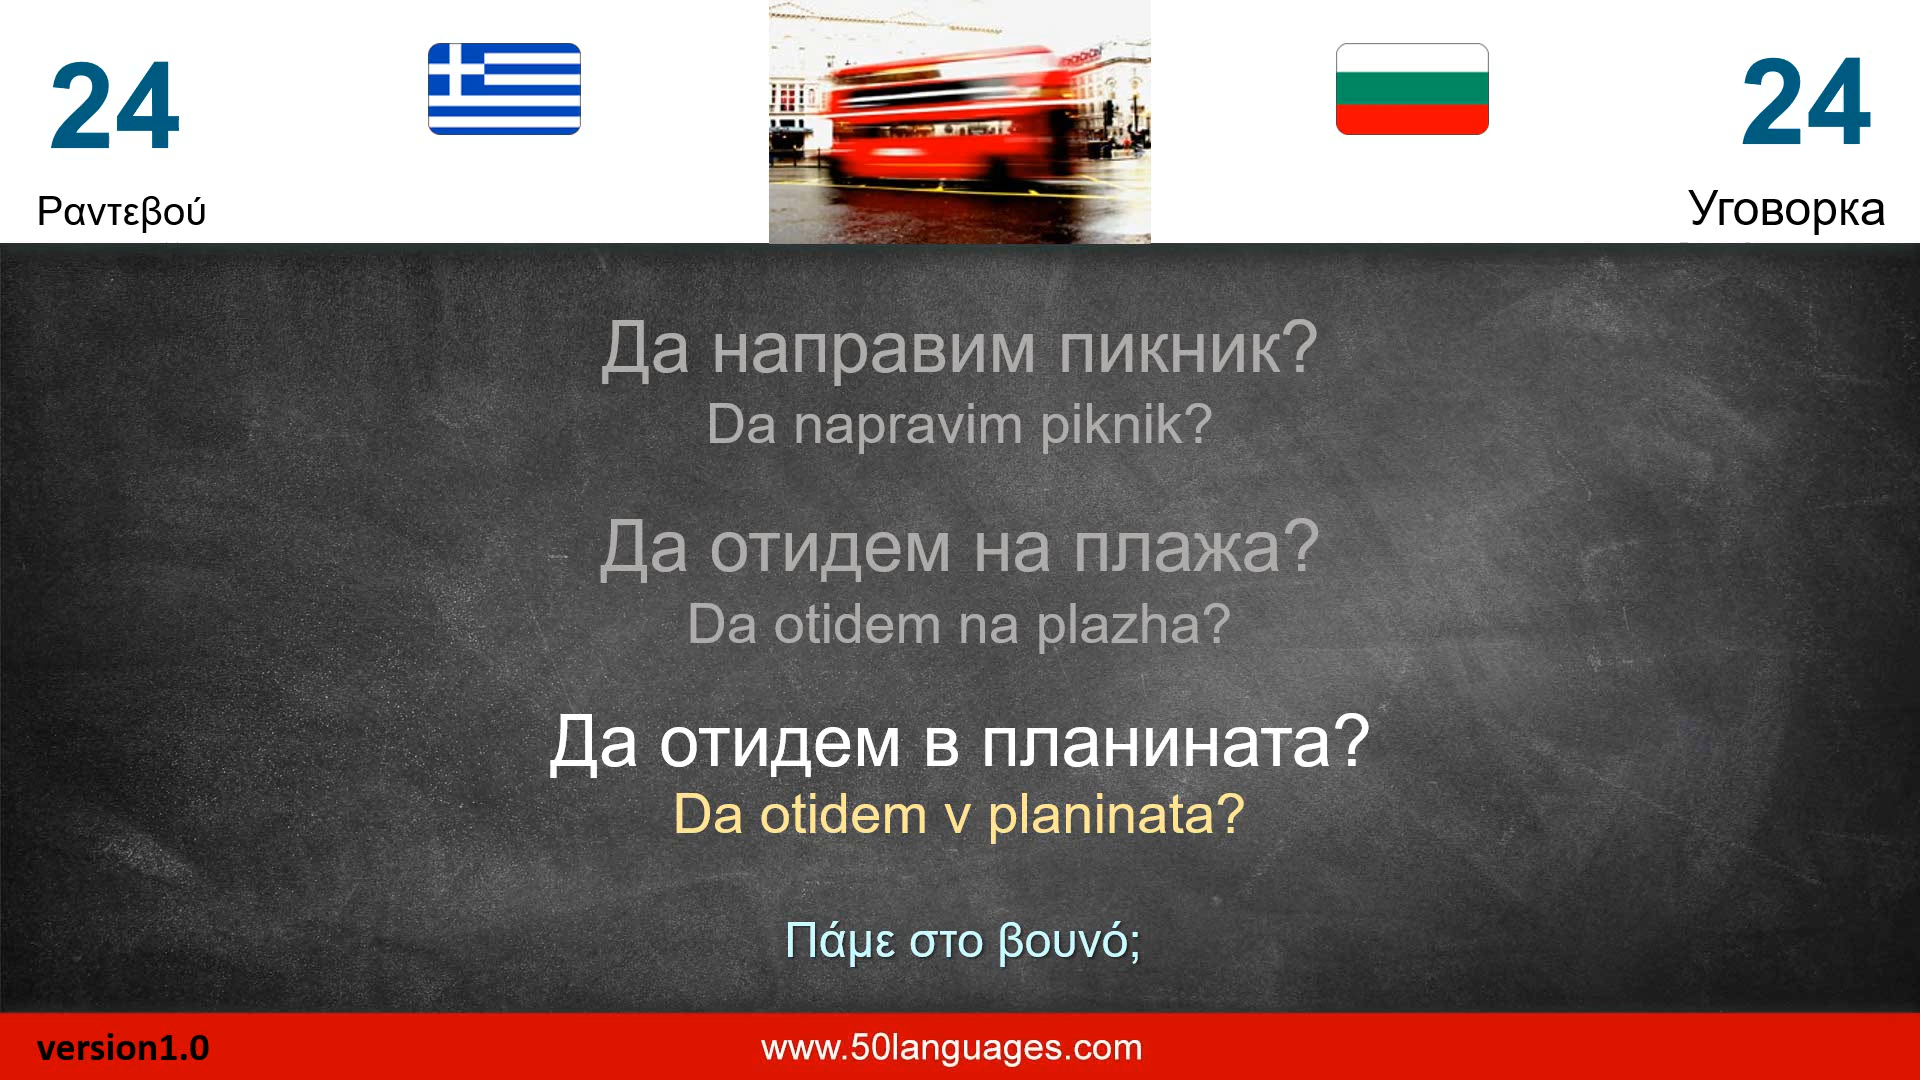 24
24
Ραντεβού
Уговорка
Да направим пикник?
Da napravim piknik?
Да отидем на плажа?
Da otidem na plazha?
Да отидем в планината?
Da otidem v planinata?
Πάμε στο βουνό;
version1.0
www.50languages.com